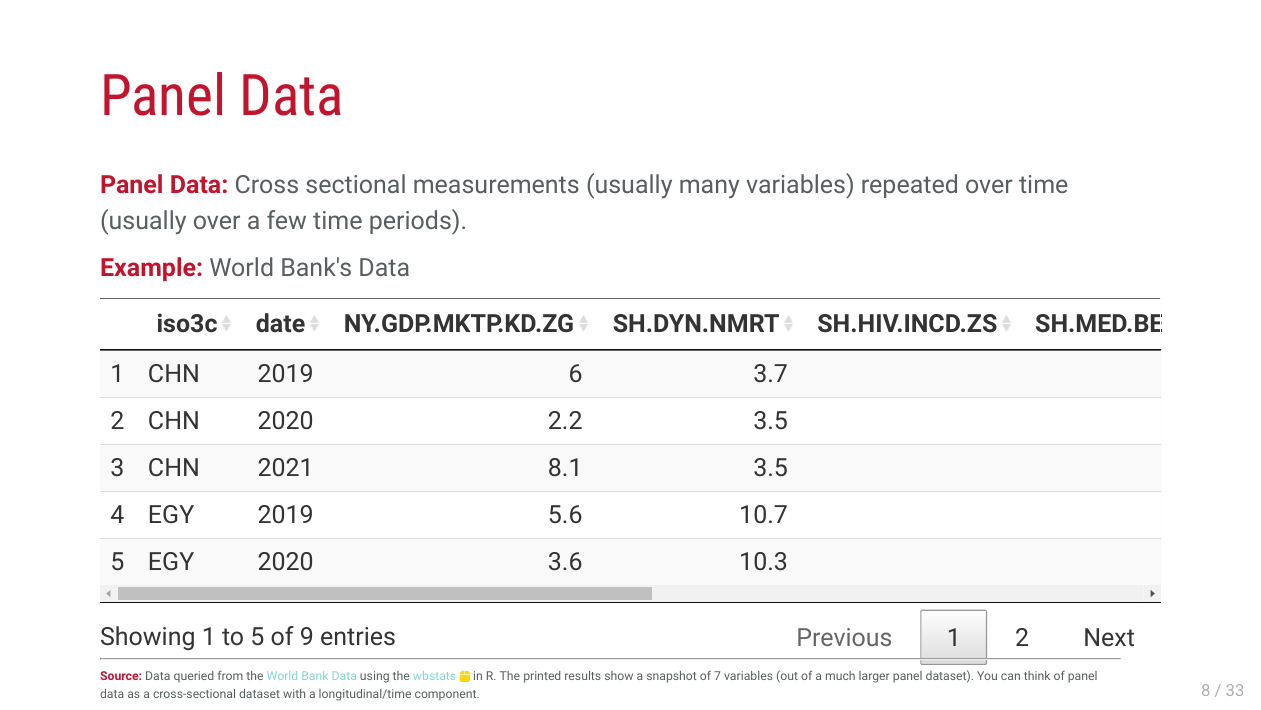 Panel Data
Panel Data: Cross sectional measurements (usually many variables) repeated over time
(usually over a few time periods).
Example: World Bank's Data
iso3c date NY.GDP.MKTP.KD.ZG SH.DYN.NMRT SH.HIV.INCD.ZS SH.MED.BE
1 CHN 2019 6 3.7
2 CHN 2020 2.2 3.5
3 CHN 2021 8.1 3.5
4 EGY 2019 5.6 10.7
5 EGY 2020 3.6 10.3
Showing 1 to 5 of 9 entries Previous 1 2 Next
Source: Data queried from the World Bank Data using the wbstats in R. The printed results show a snapshot of 7 variables (out of a much larger panel dataset). You can think of panel
data as a cross-sectional dataset with a longitudinal/time component.
8 / 33